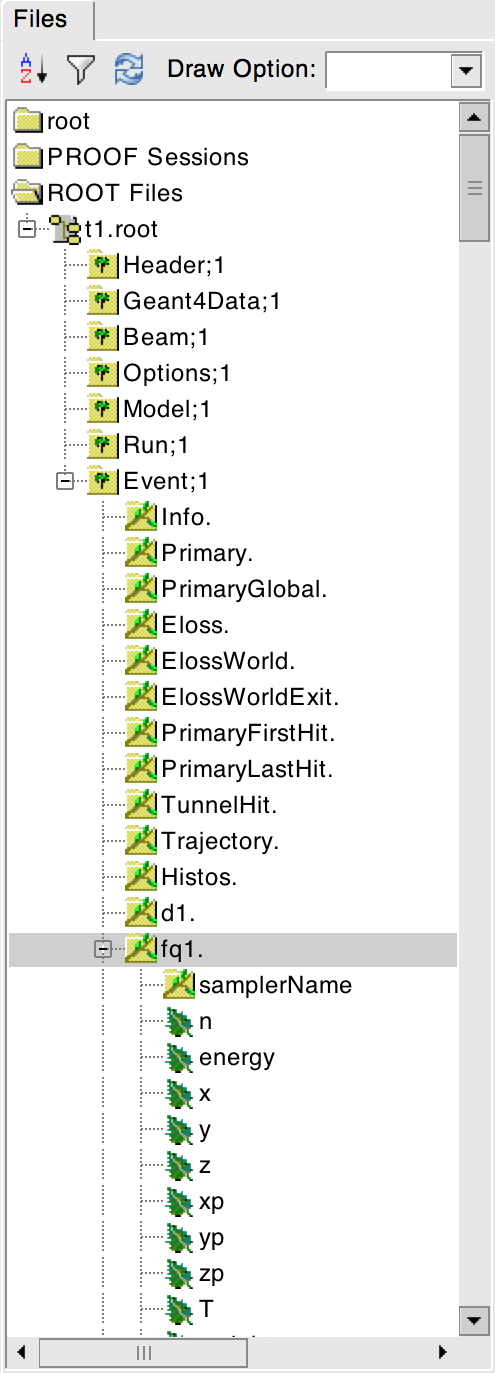 Files
A
Z
Draw Option:
root
PROOF Sessions
ROOT Files
t1.root
Header;1
Geant4Data;1
Beam;1
Options;1
Model;1
Run;1
Event;1
Info.
Primary.
PrimaryGlobal.
Eloss.
ElossWorld.
ElossWorldExit.
PrimaryFirstHit.
PrimaryLastHit.
TunnelHit.
Trajectory.
Histos.
d1.
fq1.
samplerName
n
energy
x
y
z
xp
yp
zp
T